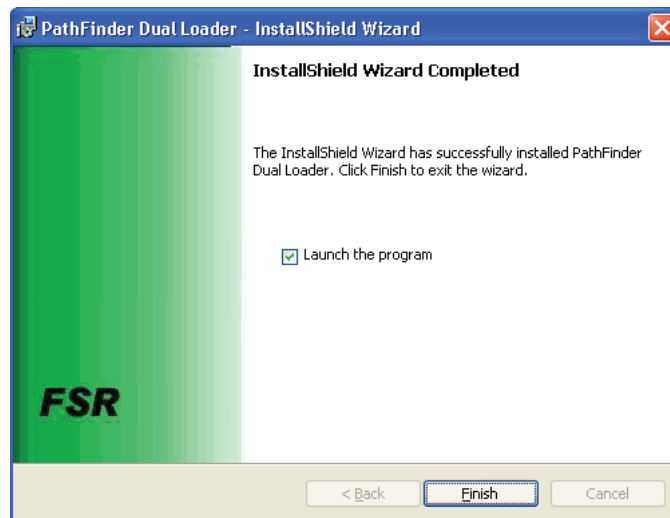 PathFinder Dual Loader - InstallShield Wizard
InstallShield Wizard Completed
The InstallShield Wizard has successfully installed PathFinder
Dual Loader. Click Finish to exit the wizard.
Launch the program
FSR
< Back
Finish
Cancel